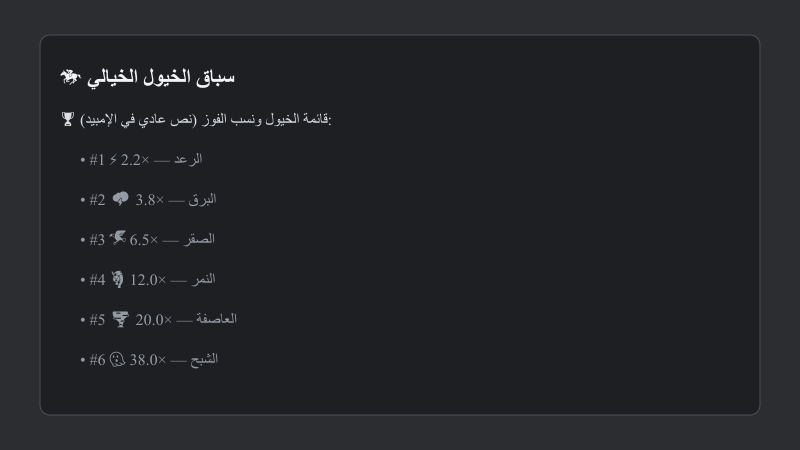 🏇 سباق الخيول الخيالي
🏆 قائمة الخيول ونسب الفوز (نص عادي في الإمبيد):
• #1 ⚡ الرعد — 2.2×
• #2 🌩 البرق — 3.8×
• #3 🦅 الصقر — 6.5×
• #4 🐅 النمر — 12.0×
• #5 🌪 العاصفة — 20.0×
• #6 👻 الشبح — 38.0×